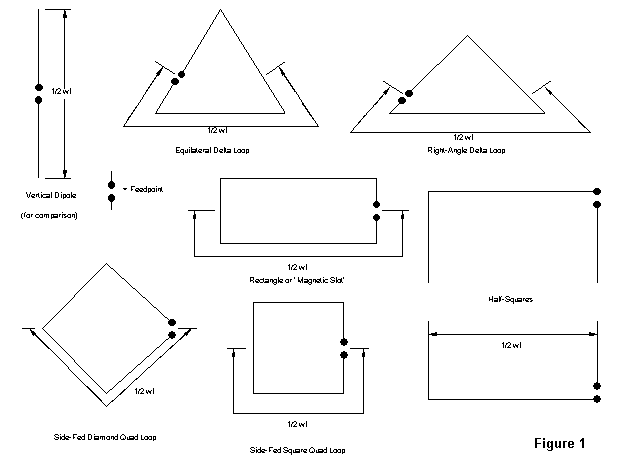 1/2 wl
Vertical Dipole
(for comparison)
= Feedpoint
1/2 wl
Equilateral Delta Loop
1/2 wl
Right-Angle Delta Loop
1/2 wl
Rectangle or "Magnetic Slot"
Half-Squares
1/2 wl
1/2 wl
Side-Fed Diamond Quad Loop
1/2 wl
Side-Fed Square Quad Loop
Figure 1